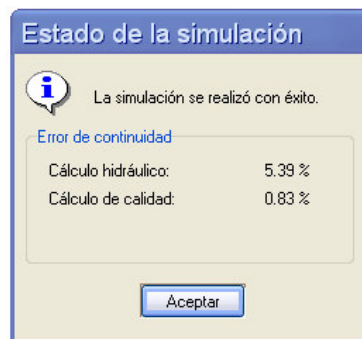 Estado de la simulación
La simulación se realizó con éxito.
Error de continuidad
Cálculo hidráulico: 5.39 %
Cálculo de calidad: 0.83 %
Aceptar